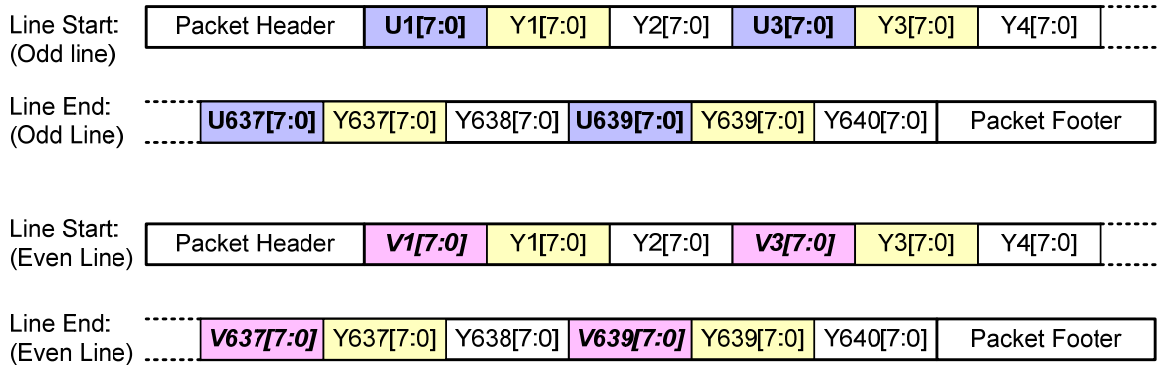 Line Start: Packet Header U1[7:0] Y1[7:0] Y2[7:0] U3[7:0] Y3[7:0] Y4[7:0]
(Odd line)
Line End: U637[7:0] Y637[7:0] Y638[7:0] U639[7:0] Y639[7:0] Y640[7:0] Packet Footer
(Odd Line)
Line Start: Packet Header V1[7:0] Y1[7:0] Y2[7:0] V3[7:0] Y3[7:0] Y4[7:0]
(Even Line)
Line End: V637[7:0] Y637[7:0] Y638[7:0] V639[7:0] Y639[7:0] Y640[7:0] Packet Footer
(Even Line)